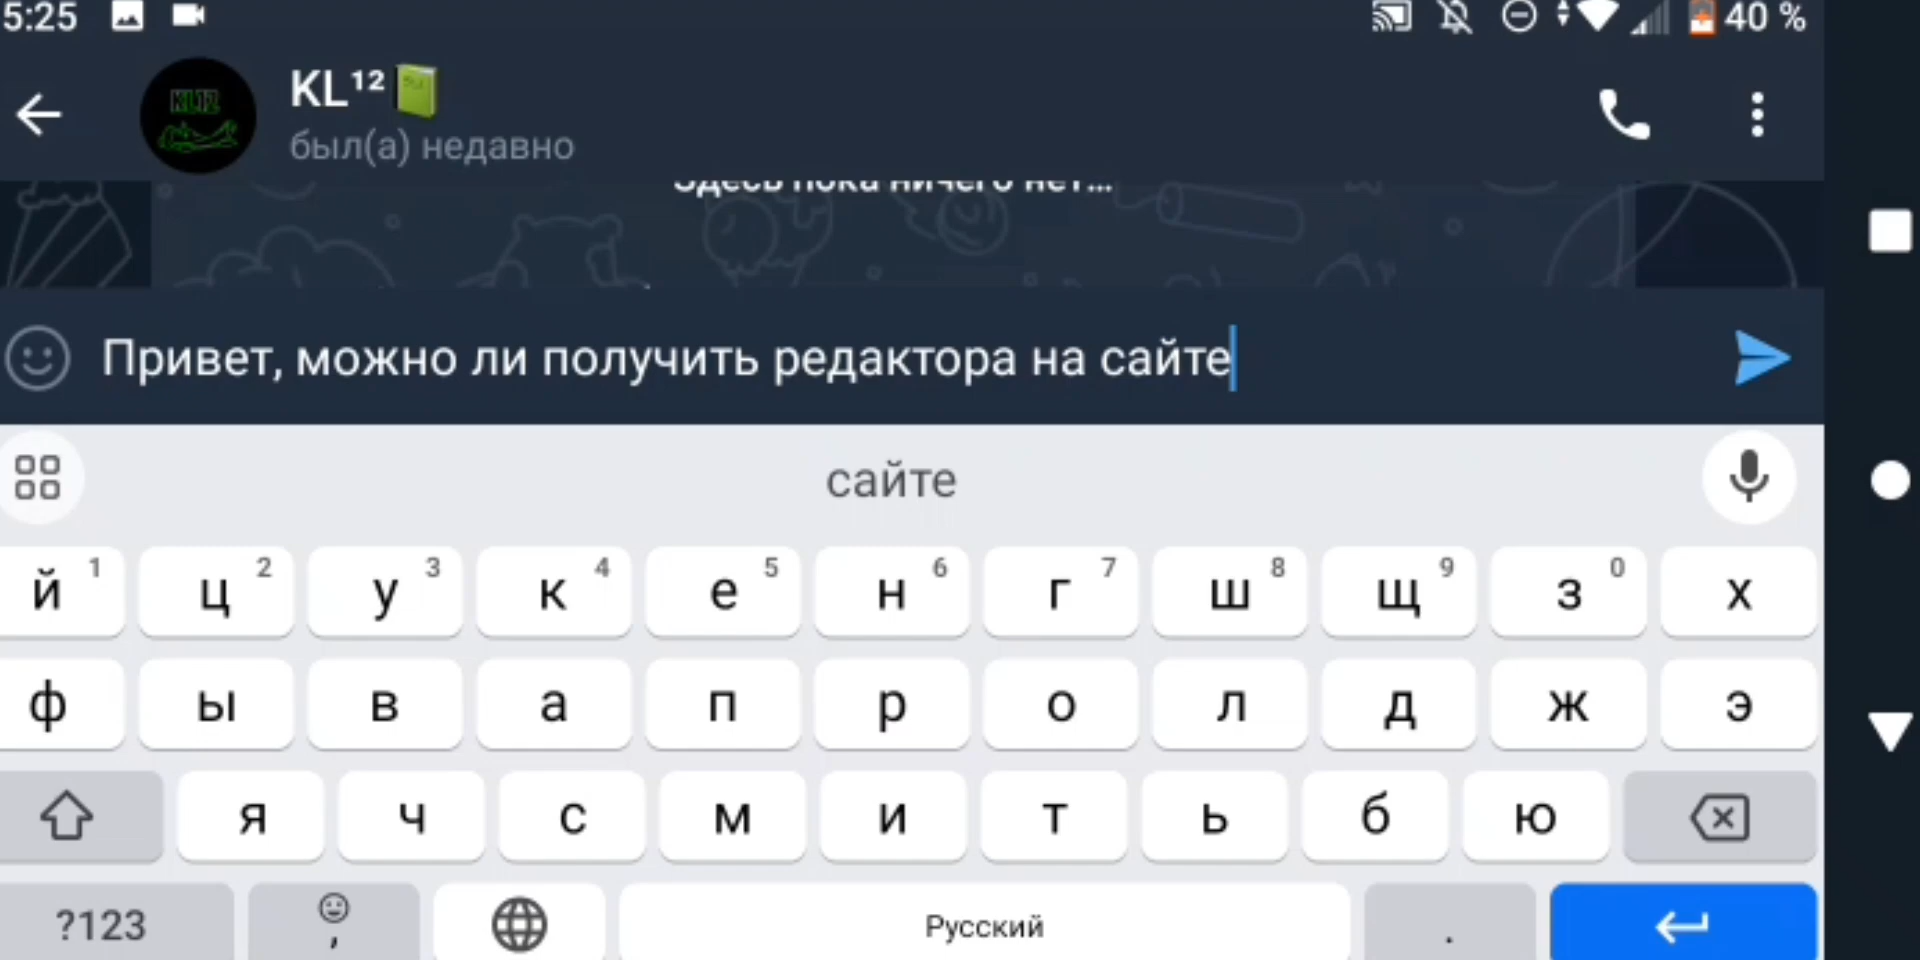 5:25
40 %
KL¹²
KL12
был(а) недавно
Здесь пока ничего нет...
Привет, можно ли получить редактора на сайте
сайте
й 1 ц 2 у 3 к 4 е 5 н 6 г 7 ш 8 щ 9 з 0 х
ф ы в а п р о л д ж э
я ч с м и т ь б ю
?123 , Русский .